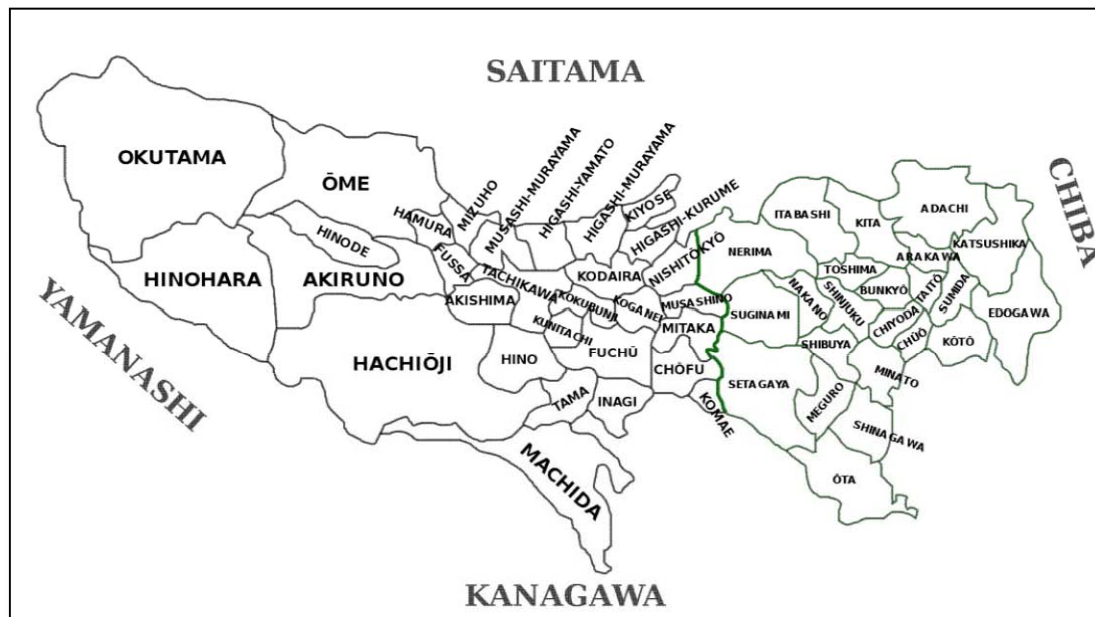 SAITAMA
CHIBA
YAMANASHI
KANAGAWA
OKUTAMA
ŌME
HINOHARA
HINODE
AKIRUNO
HAMURA
MIZUHO
FUSSA
MUSASHI-MURAYAMA
HIGASHI-YAMATO
HIGASHI-MURAYAMA
KIYOSE
HIGASHI-KURUME
NISHITŌKYŌ
TACHIKAWA
AKISHIMA
KODAIRA
KOKUBUNJI
KOGANEI
MUSASHINO
KUNITACHI
MITAKA
HACHIŌJI
HINO
FUCHŪ
CHŌFU
TAMA
INAGI
KOMAE
MACHIDA
NERIMA
ITABASHI
KITA
ADACHI
KATSUSHIKA
ARAKAWA
TOSHIMA
BUNKYŌ
TAITŌ
SUMIDA
EDOGAWA
NAKANO
SHINJUKU
CHIYODA
CHŪŌ
KŌTŌ
SUGINAMI
SHIBUYA
MINATO
SETAGAYA
MEGURO
SHINAGAWA
ŌTA